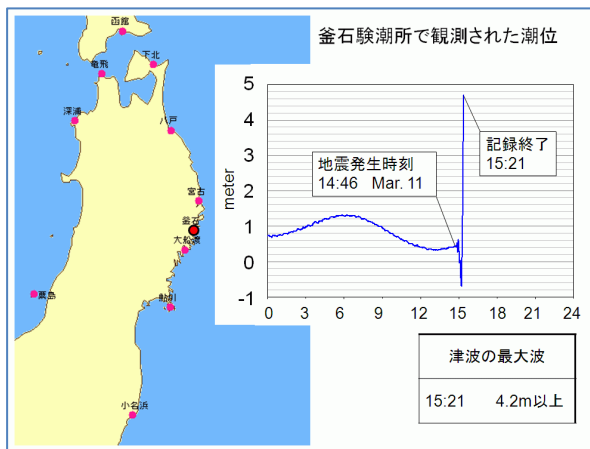 釜石験潮所で観測された潮位
函館
下北
竜飛
深浦
八戸
宮古
釜石
大船渡
粟島
鮎川
小名浜
meter
5
4
3
2
1
0
-1
0 3 6 9 12 15 18 21 24
地震発生時刻
14:46 Mar. 11
記録終了
15:21
津波の最大波
15:21 4.2m以上